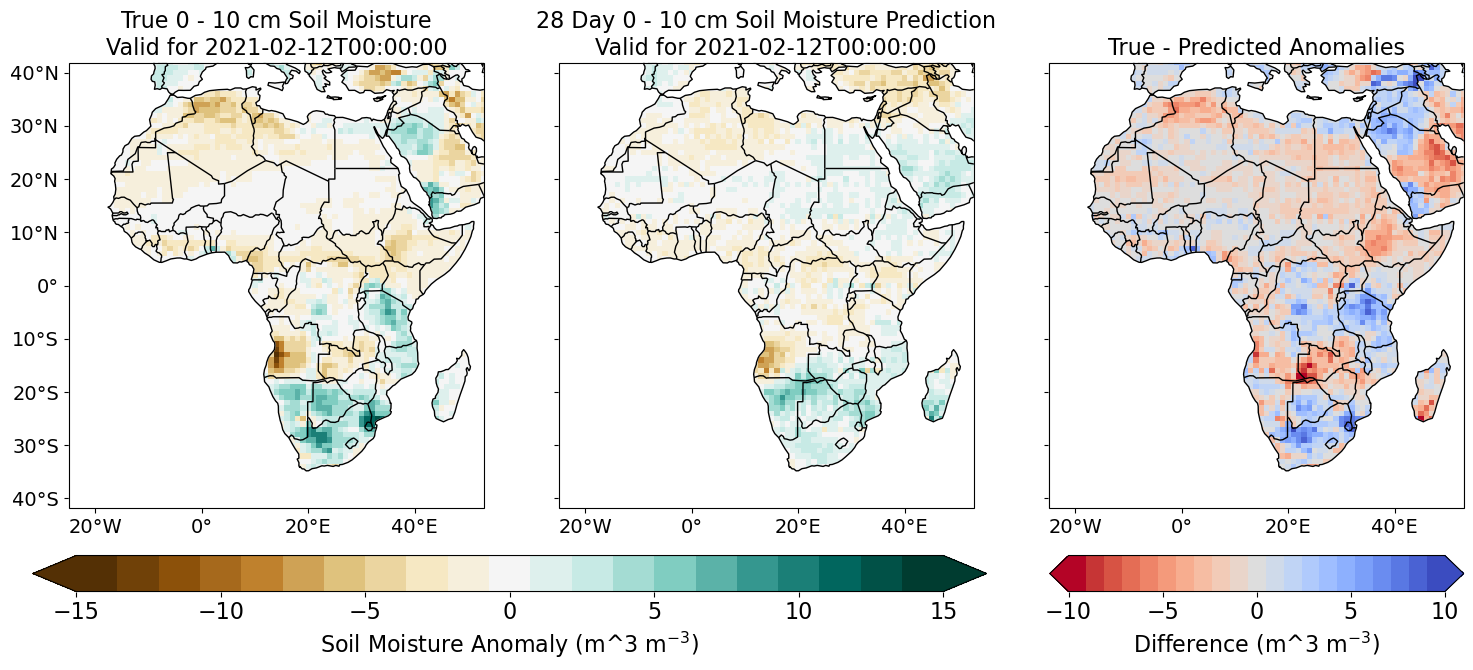 True 0 - 10 cm Soil Moisture
Valid for 2021-02-12T00:00:00
28 Day 0 - 10 cm Soil Moisture Prediction
Valid for 2021-02-12T00:00:00
True - Predicted Anomalies
40°N
30°N
20°N
10°N
0°
10°S
20°S
30°S
40°S
20°W 0° 20°E 40°E
20°W 0° 20°E 40°E
20°W 0° 20°E 40°E
−15 −10 −5 0 5 10 15
Soil Moisture Anomaly (m^3 m⁻³)
−10 −5 0 5 10
Difference (m^3 m⁻³)